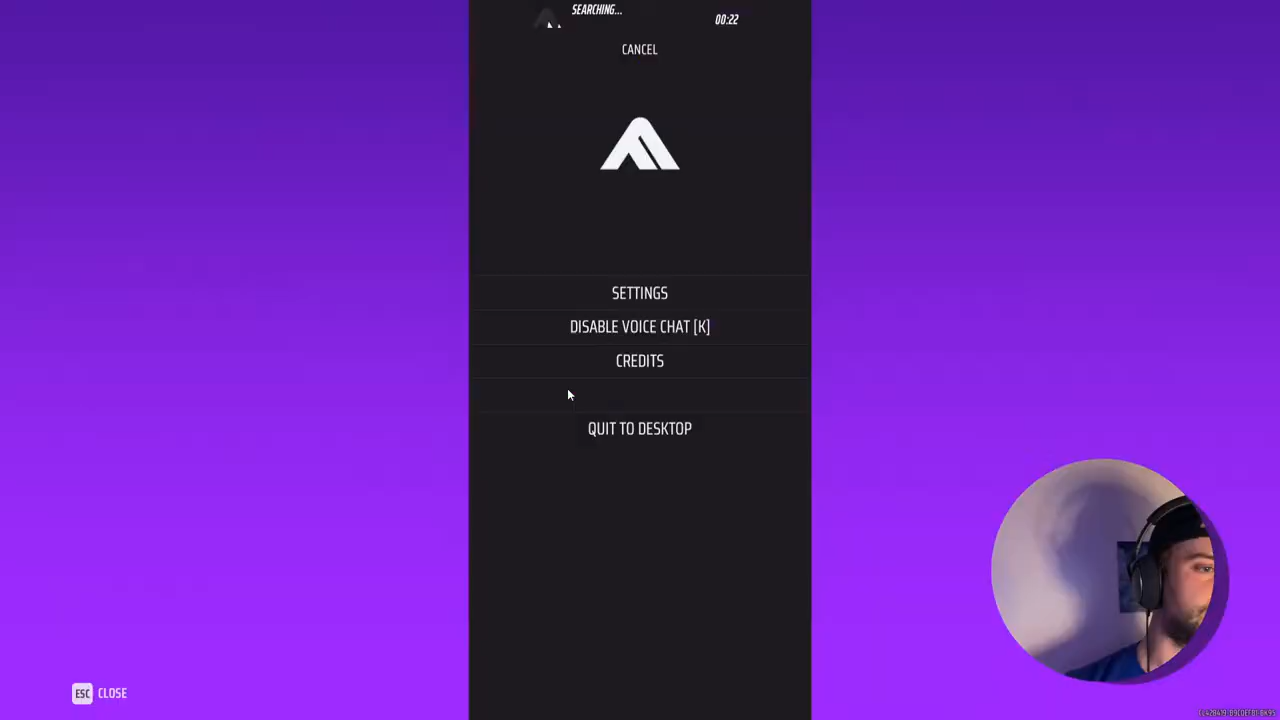 SEARCHING...
00:22
CANCEL
SETTINGS
DISABLE VOICE CHAT [K]
CREDITS
QUIT TO DESKTOP
ESC CLOSE